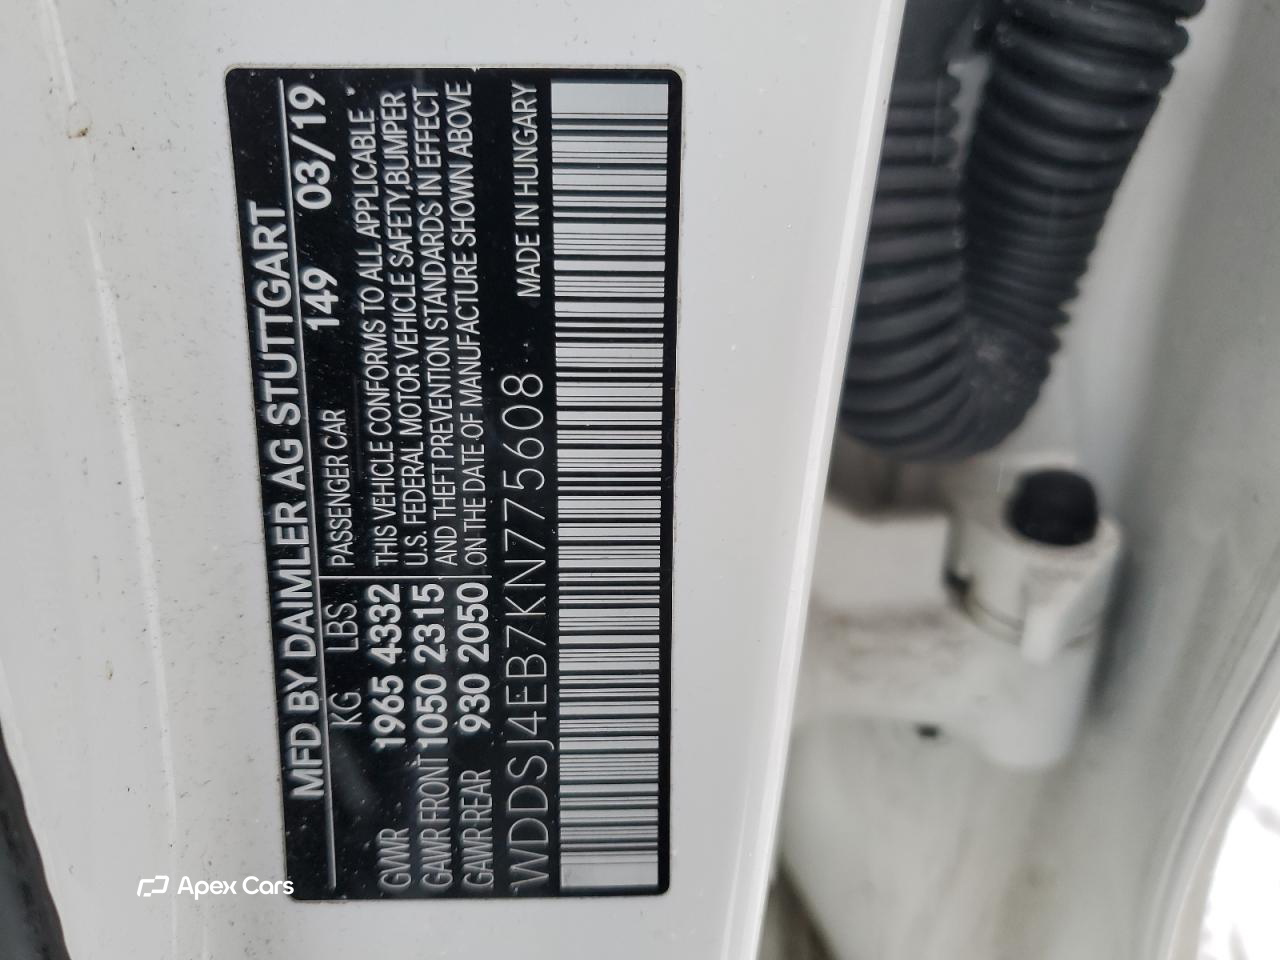 MFD BY DAIMLER AG STUTTGART
149 03/19
KG LBS. PASSENGER CAR
GVWR 1965 4332 THIS VEHICLE CONFORMS TO ALL APPLICABLE
GAWR FRONT 1050 2315 U.S. FEDERAL MOTOR VEHICLE SAFETY,BUMPER
AND THEFT PREVENTION STANDARDS IN EFFECT
GAWR REAR 930 2050 ON THE DATE OF MANUFACTURE SHOWN ABOVE
WDDSJ4EB7KN775608 MADE IN HUNGARY
Apex Cars